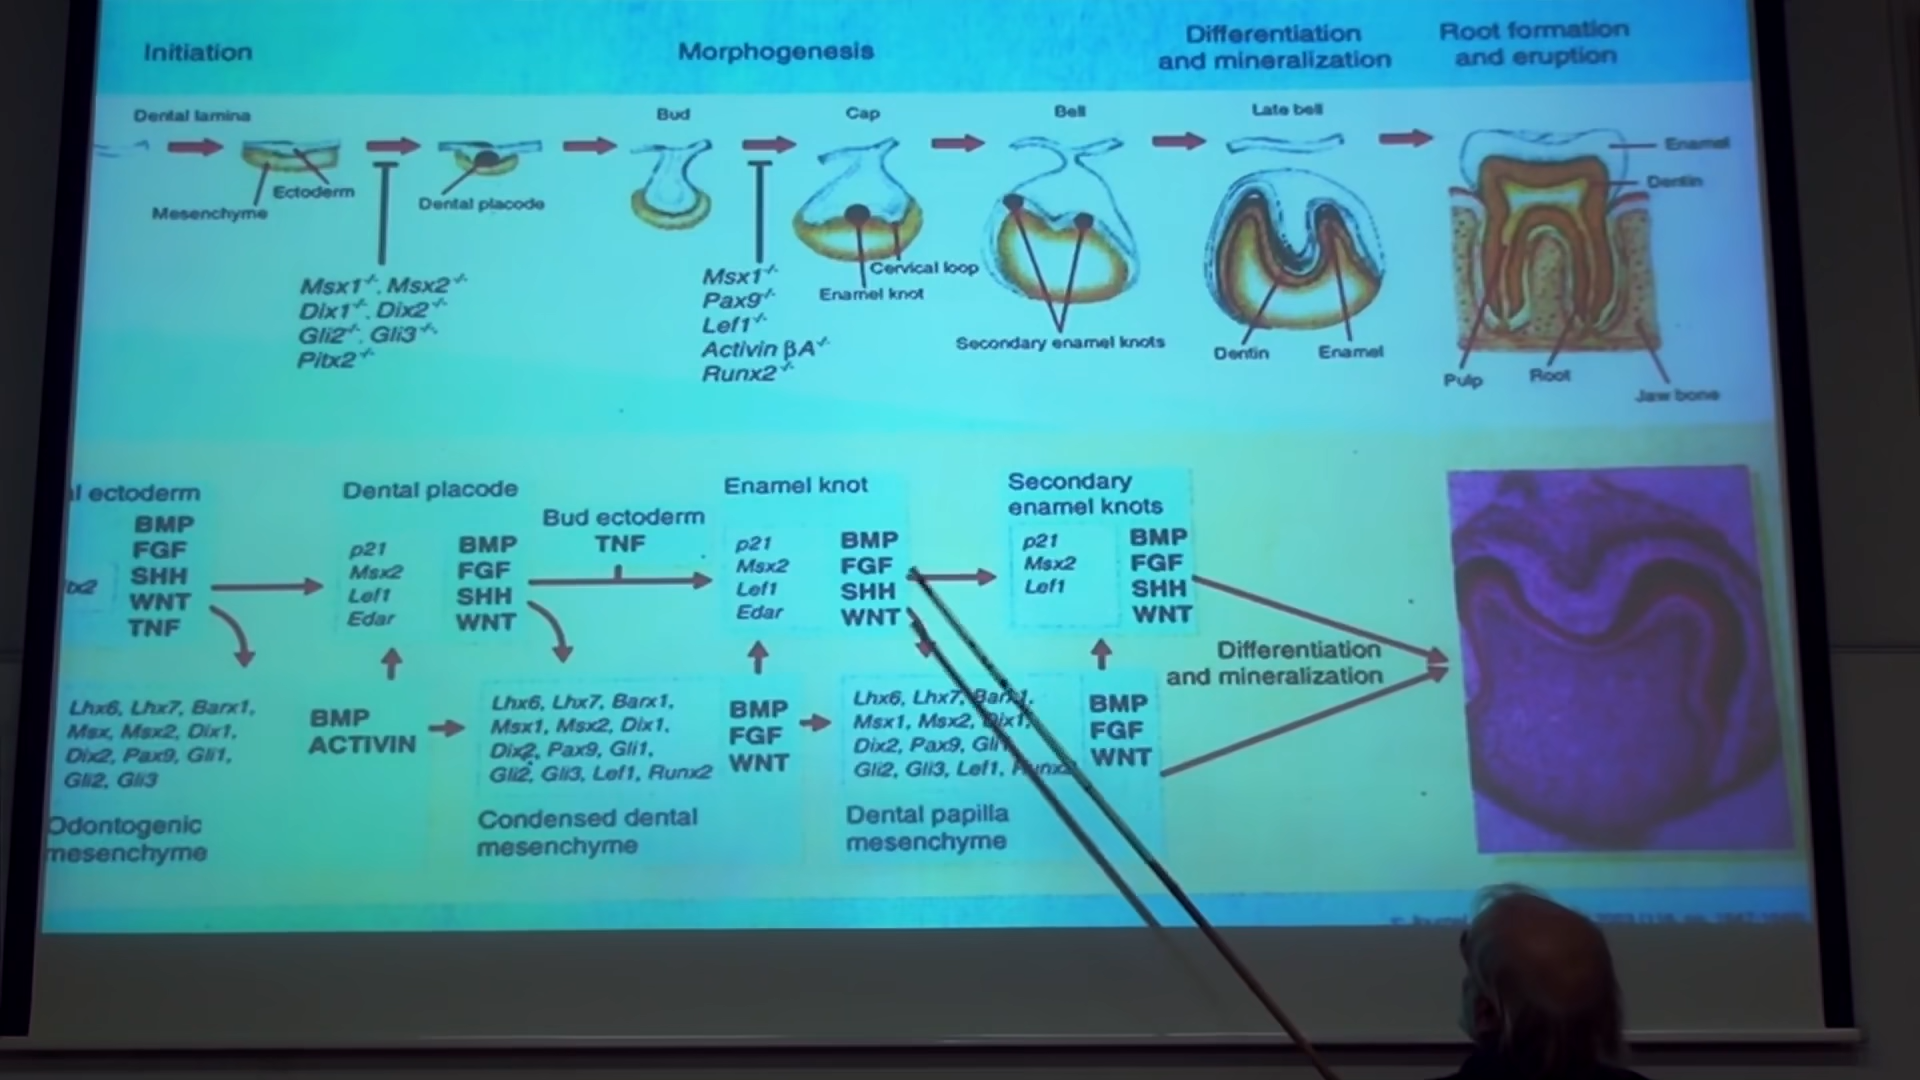 Initiation
Morphogenesis
Differentiation
and mineralization
Root formation
and eruption
Dental lamina
Bud
Cap
Bell
Late bell
Enamel
Dentin
Ectoderm
Mesenchyme
Dental placode
Cervical loop
Enamel knot
Secondary enamel knots
Dentin
Enamel
Pulp
Root
Jaw bone
Msx1-/-, Msx2-/-
Dlx1-/-, Dlx2-/-
Gli2-/-, Gli3-/-
Pitx2-/-
Msx1-/-
Pax9-/-
Lef1-/-
Activin βA-/-
Runx2-/-
l ectoderm
BMP
FGF
SHH
WNT
TNF
itx2
Dental placode
p21
Msx2
Lef1
Edar
BMP
FGF
SHH
WNT
Bud ectoderm
TNF
Enamel knot
p21
Msx2
Lef1
Edar
BMP
FGF
SHH
WNT
Secondary
enamel knots
p21
Msx2
Lef1
BMP
FGF
SHH
WNT
Differentiation
and mineralization
Lhx6, Lhx7, Barx1,
Msx, Msx2, Dlx1,
Dlx2, Pax9, Gli1,
Gli2, Gli3
Odontogenic
mesenchyme
BMP
ACTIVIN
Lhx6, Lhx7, Barx1,
Msx1, Msx2, Dlx1,
Dlx2, Pax9, Gli1,
Gli2, Gli3, Lef1, Runx2
Condensed dental
mesenchyme
BMP
FGF
WNT
Lhx6, Lhx7, Barx1,
Msx1, Msx2, Dlx1,
Dlx2, Pax9, Gli1,
Gli2, Gli3, Lef1, Runx2
Dental papilla
mesenchyme
BMP
FGF
WNT